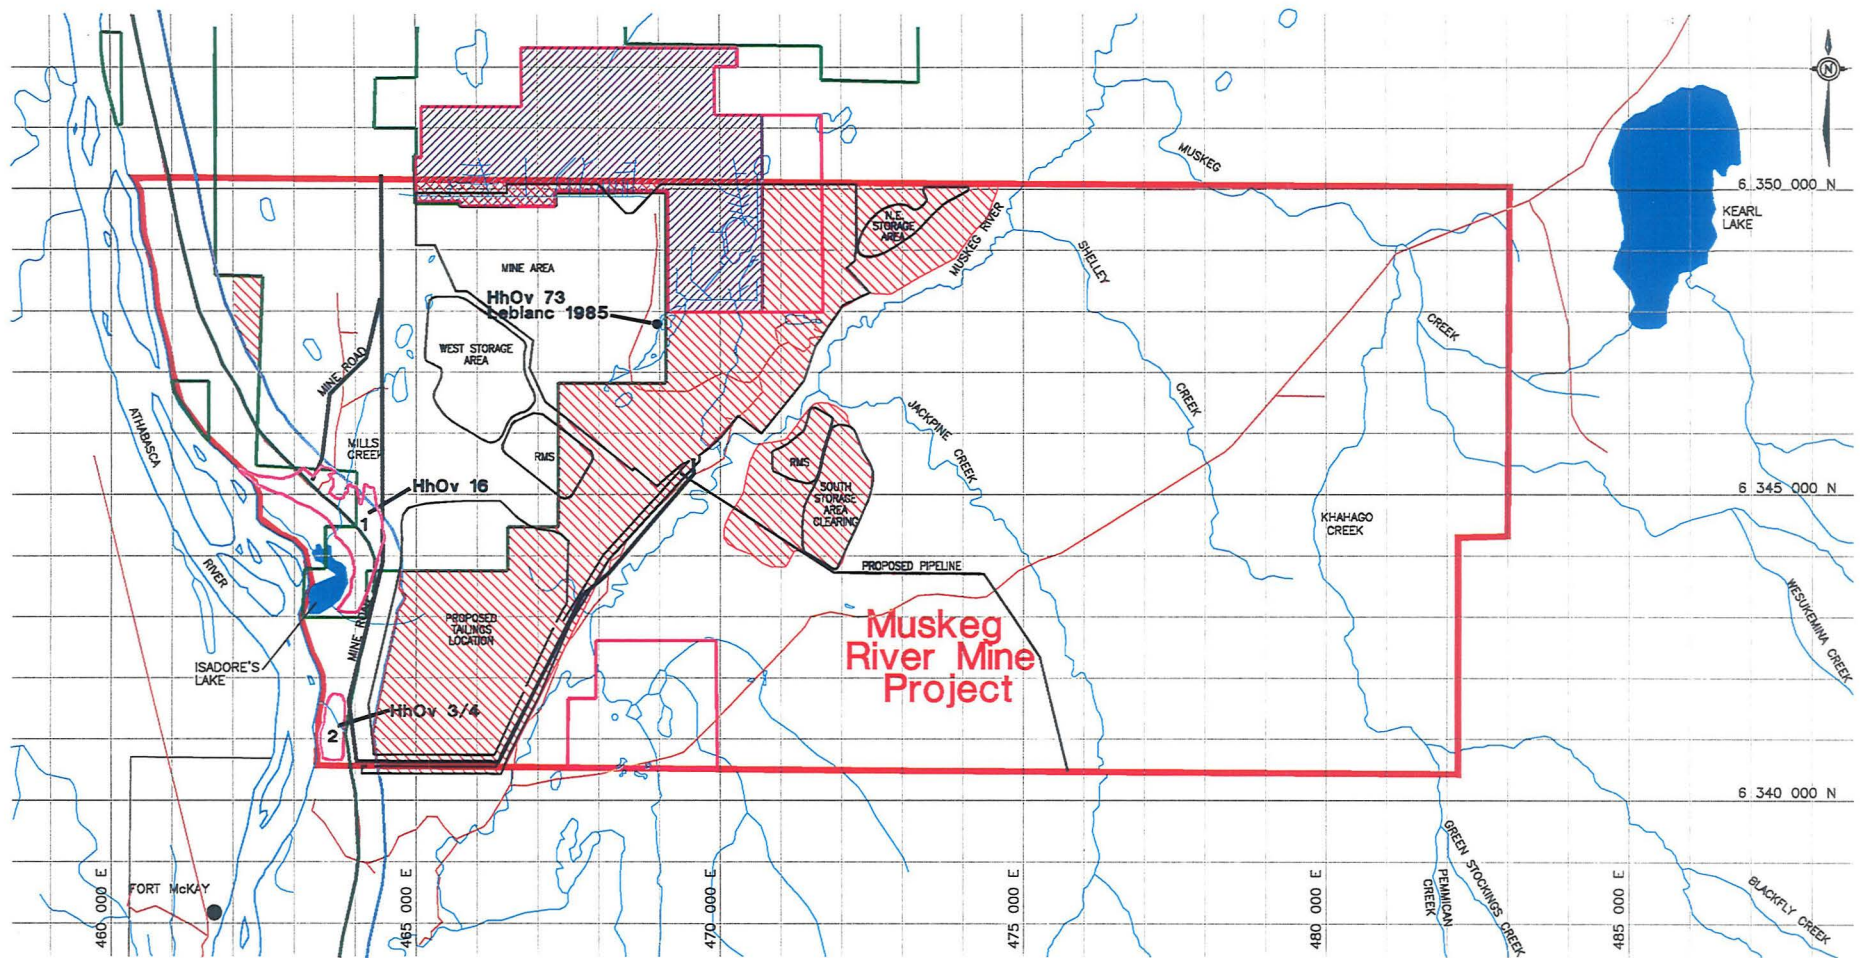 MUSKEG
N
6 350 000 N
KEARL
LAKE
N.E.
STORAGE
AREA
MUSKEG RIVER
SHELLEY
MINE AREA
HhOv 73
Leblanc 1985
CREEK
WEST STORAGE
AREA
MINE ROAD
CREEK
JACKPINE
ATHABASCA
MILLS
CREEK
RMS
RMS
CREEK
HhOv 16
SOUTH
STORAGE
AREA
CLEARING
6 345 000 N
1
KHAHAGO
CREEK
RIVER
PROPOSED PIPELINE
WESUKEMINA CREEK
PROPOSED
TAILINGS
LOCATION
MINE ROAD
Muskeg
River Mine
Project
ISADORE'S
LAKE
HhOv 3/4
2
6 340 000 N
GREEN STOCKINGS CREEK
PEMMICAN
CREEK
BLACKFLY CREEK
FORT McKAY
460 000 E
465 000 E
470 000 E
475 000 E
480 000 E
485 000 E